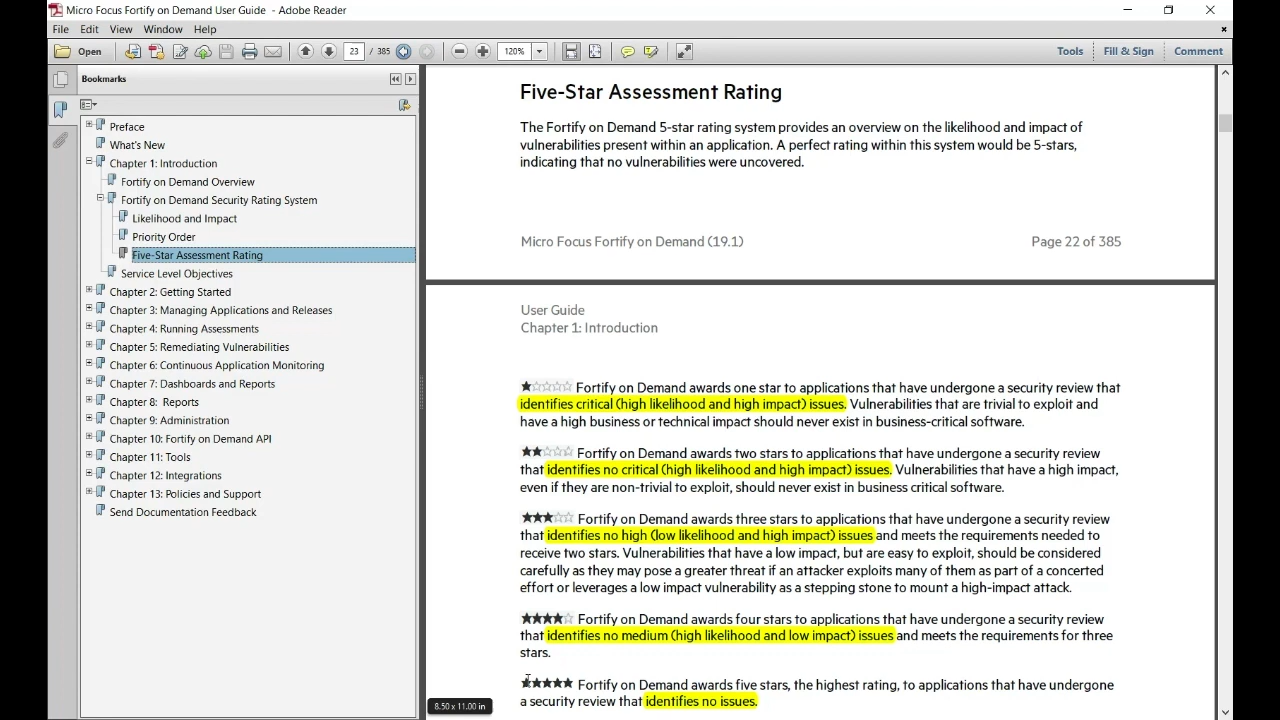 Micro Focus Fortify on Demand User Guide - Adobe Reader
File Edit View Window Help
Open 23 / 385 120% Tools Fill & Sign Comment
Bookmarks
Preface
What's New
Chapter 1: Introduction
Fortify on Demand Overview
Fortify on Demand Security Rating System
Likelihood and Impact
Priority Order
Five-Star Assessment Rating
Service Level Objectives
Chapter 2: Getting Started
Chapter 3: Managing Applications and Releases
Chapter 4: Running Assessments
Chapter 5: Remediating Vulnerabilities
Chapter 6: Continuous Application Monitoring
Chapter 7: Dashboards and Reports
Chapter 8: Reports
Chapter 9: Administration
Chapter 10: Fortify on Demand API
Chapter 11: Tools
Chapter 12: Integrations
Chapter 13: Policies and Support
Send Documentation Feedback
Five-Star Assessment Rating
The Fortify on Demand 5-star rating system provides an overview on the likelihood and impact of
vulnerabilities present within an application. A perfect rating within this system would be 5-stars,
indicating that no vulnerabilities were uncovered.
Micro Focus Fortify on Demand (19.1) Page 22 of 385
User Guide
Chapter 1: Introduction
★☆☆☆☆ Fortify on Demand awards one star to applications that have undergone a security review that
identifies critical (high likelihood and high impact) issues. Vulnerabilities that are trivial to exploit and
have a high business or technical impact should never exist in business-critical software.
★★☆☆☆ Fortify on Demand awards two stars to applications that have undergone a security review
that identifies no critical (high likelihood and high impact) issues. Vulnerabilities that have a high impact,
even if they are non-trivial to exploit, should never exist in business critical software.
★★★☆☆ Fortify on Demand awards three stars to applications that have undergone a security review
that identifies no high (low likelihood and high impact) issues and meets the requirements needed to
receive two stars. Vulnerabilities that have a low impact, but are easy to exploit, should be considered
carefully as they may pose a greater threat if an attacker exploits many of them as part of a concerted
effort or leverages a low impact vulnerability as a stepping stone to mount a high-impact attack.
★★★★☆ Fortify on Demand awards four stars to applications that have undergone a security review
that identifies no medium (high likelihood and low impact) issues and meets the requirements for three
stars.
★★★★★ Fortify on Demand awards five stars, the highest rating, to applications that have undergone
a security review that identifies no issues.
8.50 x 11.00 in